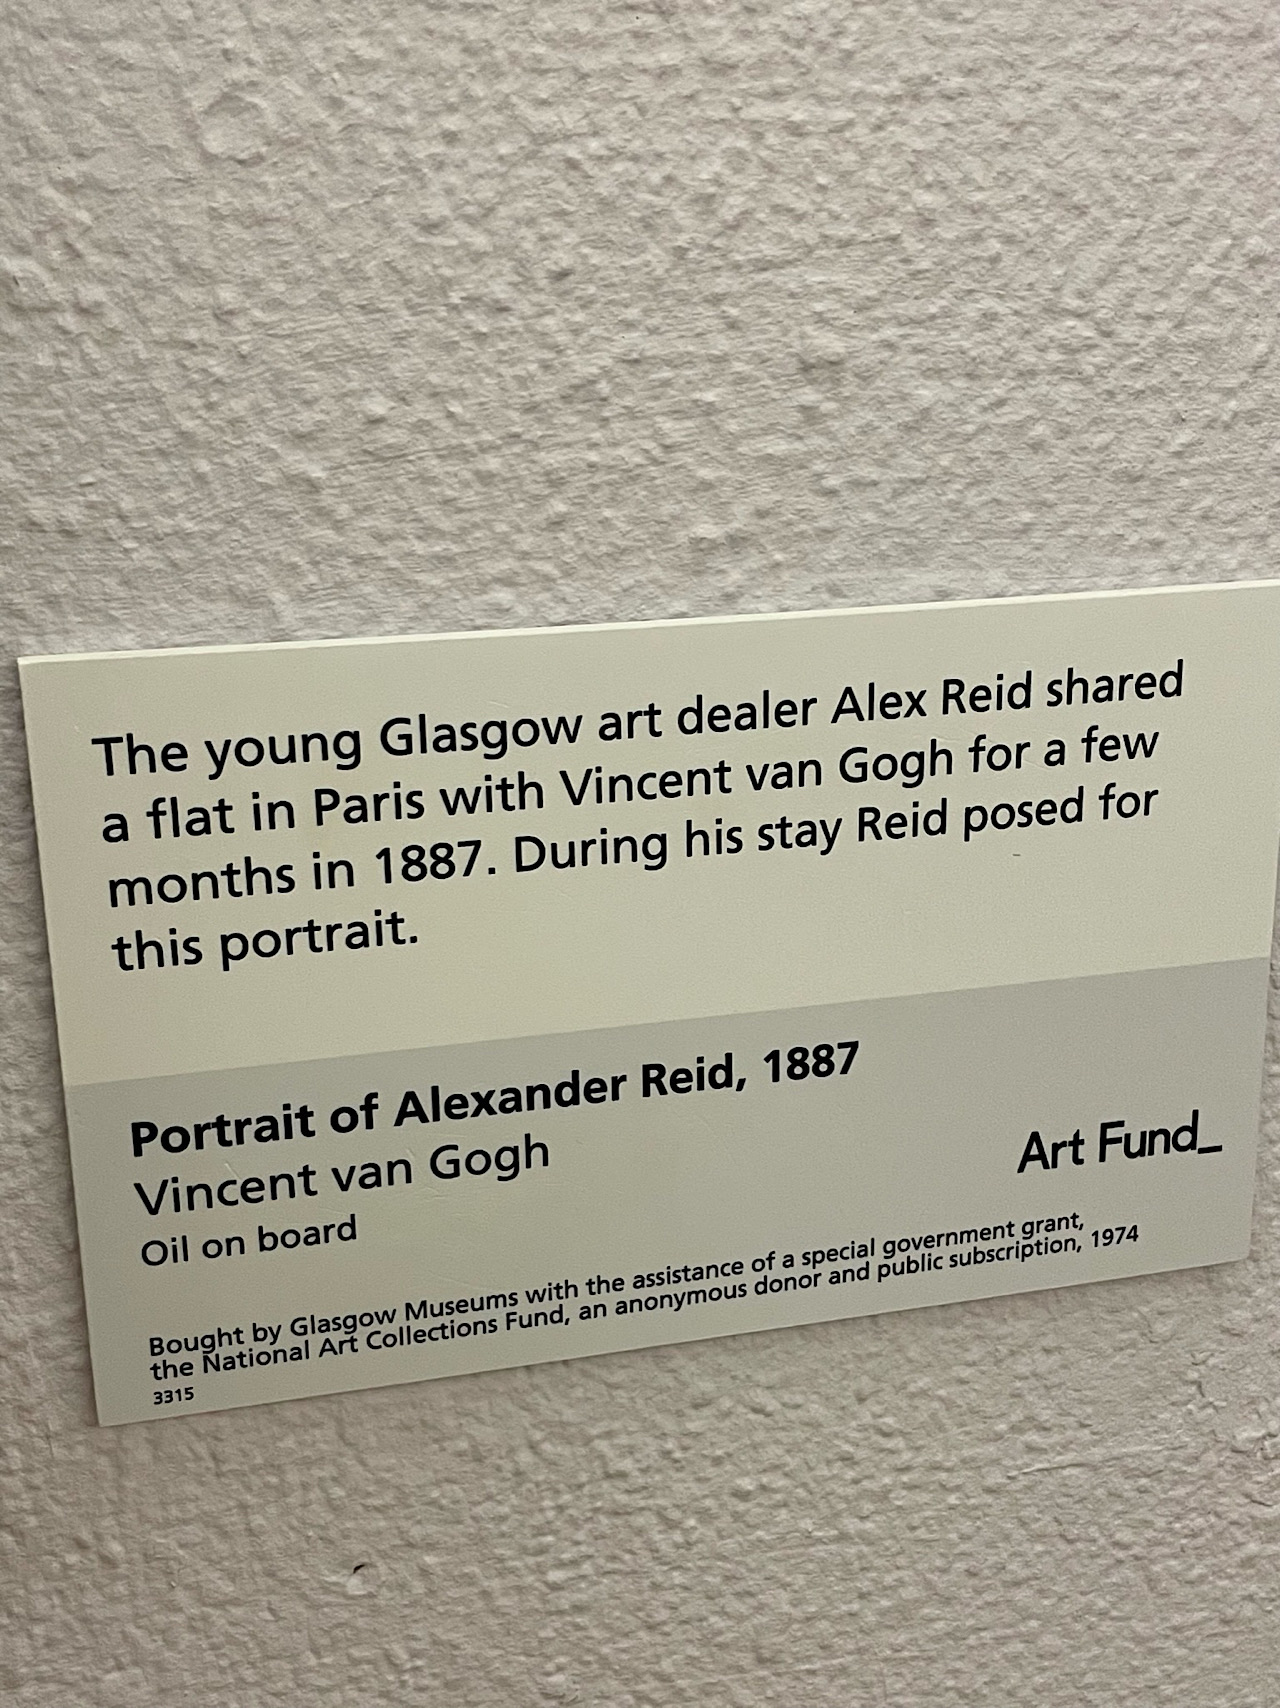 The young Glasgow art dealer Alex Reid shared
a flat in Paris with Vincent van Gogh for a few
months in 1887. During his stay Reid posed for
this portrait.
Portrait of Alexander Reid, 1887
Vincent van Gogh
Oil on board
Art Fund_
Bought by Glasgow Museums with the assistance of a special government grant,
the National Art Collections Fund, an anonymous donor and public subscription, 1974
3315